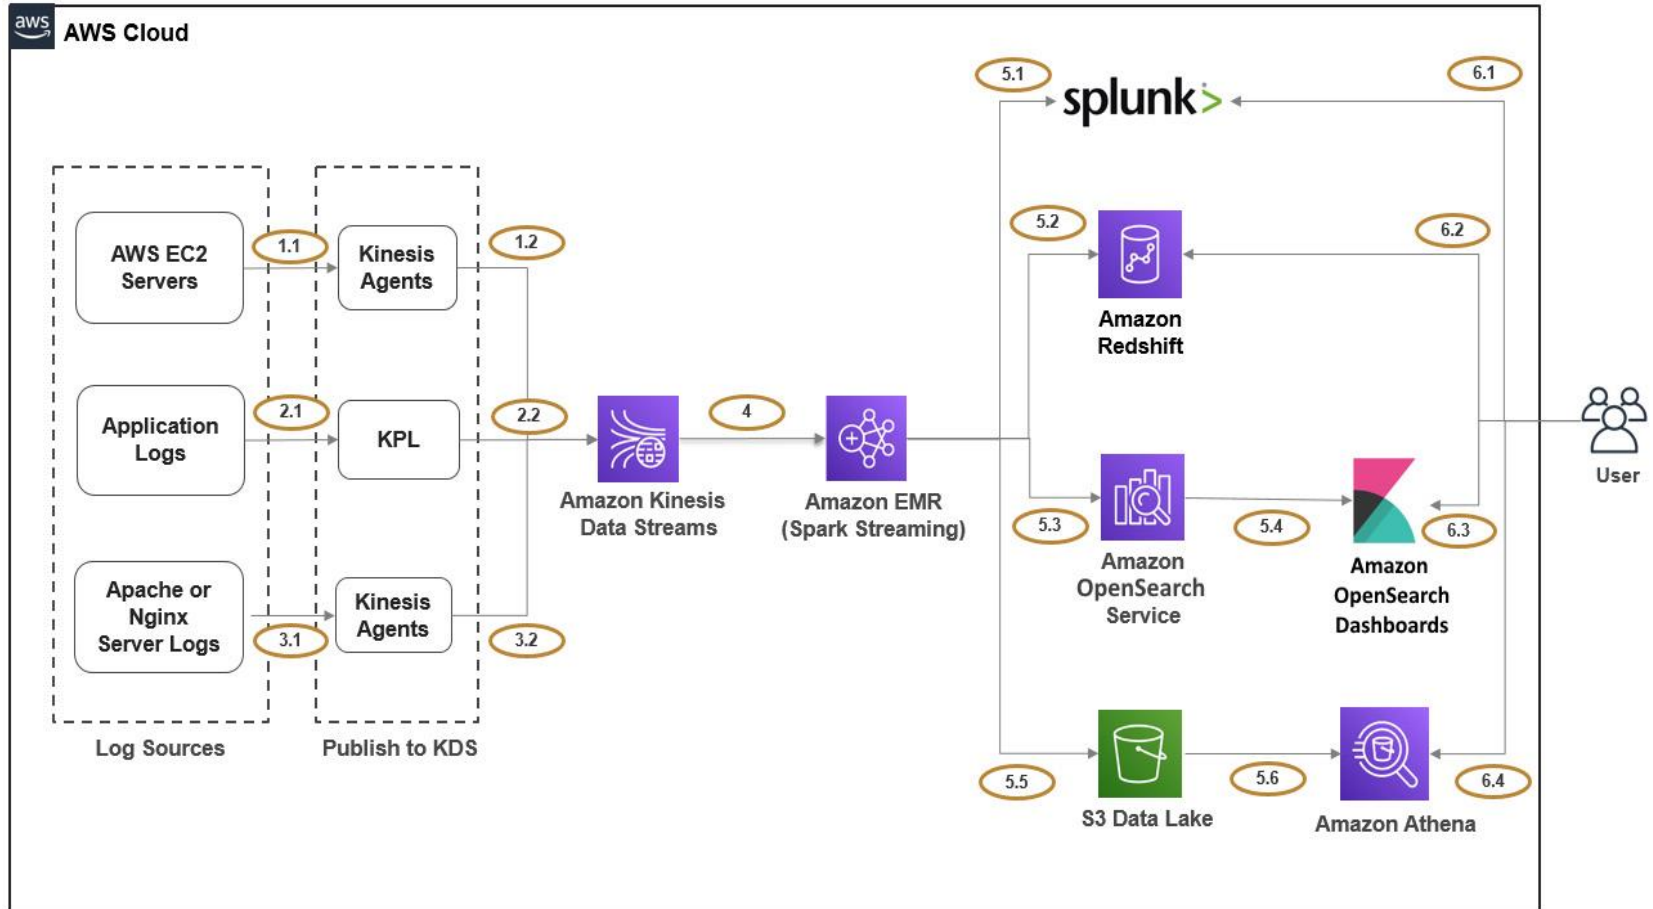 aws
AWS Cloud
5.1
splunk>
6.1
AWS EC2
Servers
1.1
Kinesis
Agents
1.2
5.2
Amazon
Redshift
6.2
Application
Logs
2.1
KPL
2.2
Amazon Kinesis
Data Streams
4
Amazon EMR
(Spark Streaming)
5.3
Amazon
OpenSearch
Service
5.4
Amazon
OpenSearch
Dashboards
6.3
User
Apache or
Nginx
Server Logs
3.1
Kinesis
Agents
3.2
Log Sources
Publish to KDS
5.5
S3 Data Lake
5.6
Amazon Athena
6.4